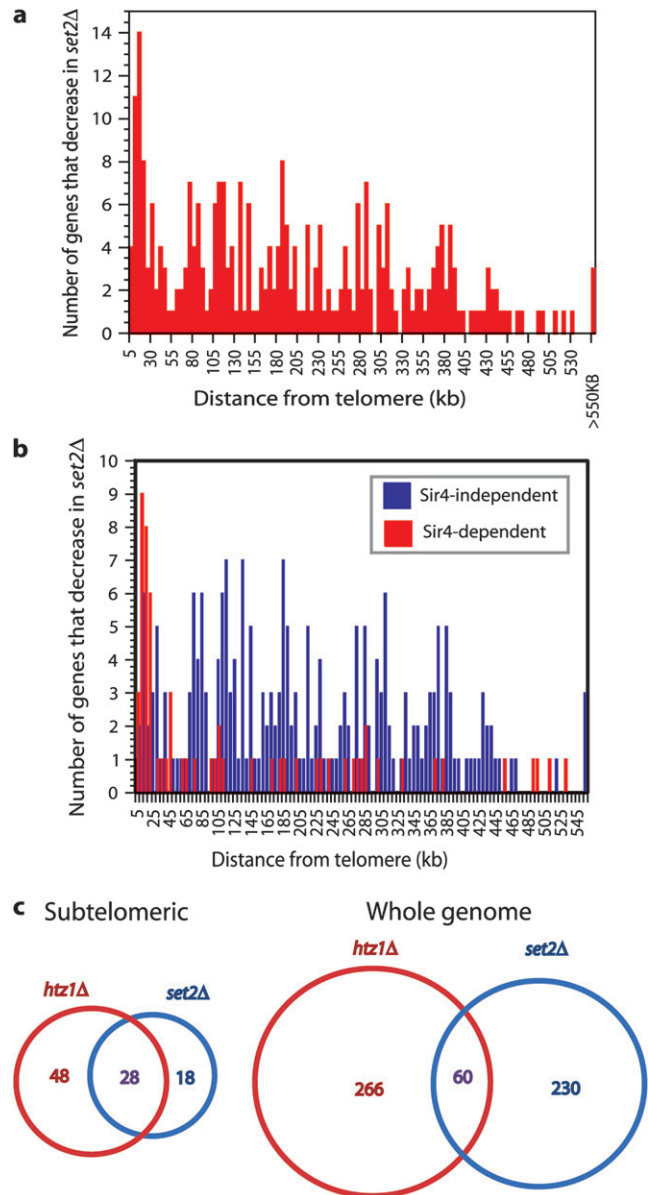 a
Number of genes that decrease in set2Δ
14
12
10
8
6
4
2
0
5 30 55 80 105 130 155 180 205 230 255 280 305 330 355 380 405 430 455 480 505 530 >550KB
Distance from telomere (kb)
b
Number of genes that decrease in set2Δ
10
9
8
7
6
5
4
3
2
1
0
Sir4-independent
Sir4-dependent
5 25 45 65 85 105 125 145 165 185 205 225 245 265 285 305 325 345 365 385 405 425 445 465 485 505 525 545
Distance from telomere (kb)
c Subtelomeric Whole genome
htz1Δ set2Δ htz1Δ set2Δ
48 28 18 266 60 230